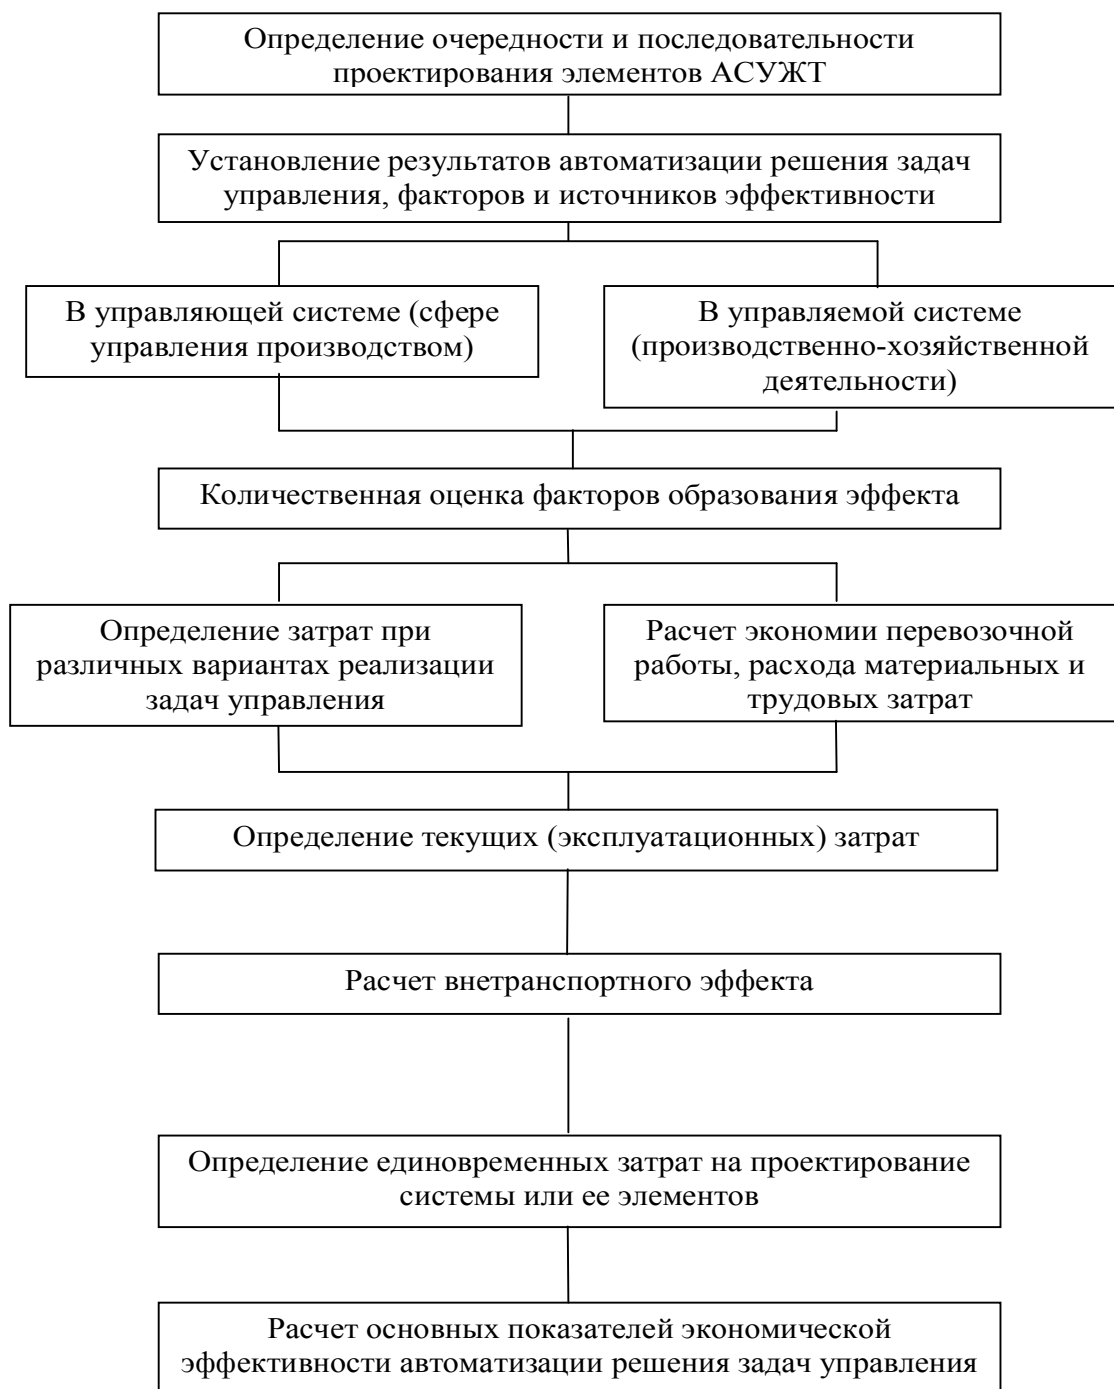 Определение очередности и последовательности
проектирования элементов АСУЖТ
Установление результатов автоматизации решения задач
управления, факторов и источников эффективности
В управляющей системе (сфере
управления производством)
В управляемой системе
(производственно-хозяйственной
деятельности)
Количественная оценка факторов образования эффекта
Определение затрат при
различных вариантах реализации
задач управления
Расчет экономии перевозочной
работы, расхода материальных и
трудовых затрат
Определение текущих (эксплуатационных) затрат
Расчет внетранспортного эффекта
Определение единовременных затрат на проектирование
системы или ее элементов
Расчет основных показателей экономической
эффективности автоматизации решения задач управления